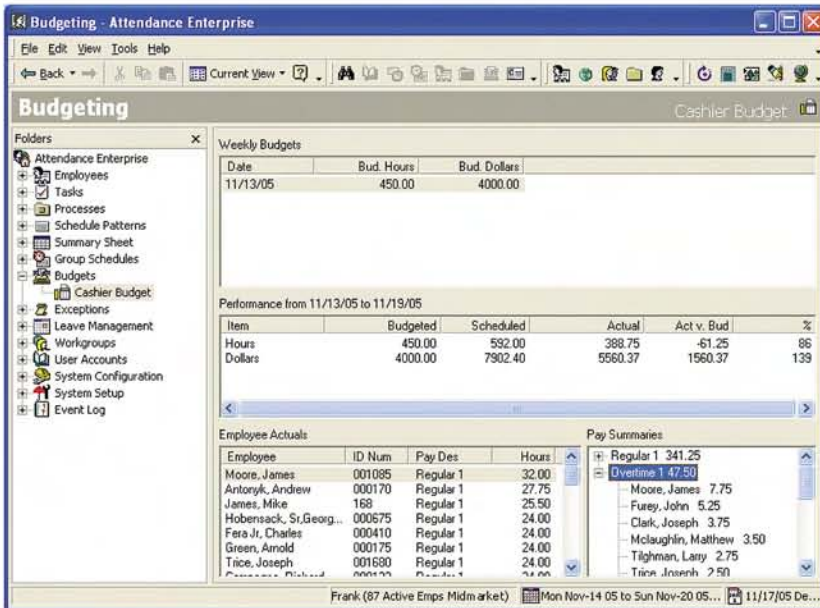 Budgeting - Attendance Enterprise
File Edit View Tools Help
Back Current View
Budgeting Cashier Budget
Folders
Attendance Enterprise
Employees
Tasks
Processes
Schedule Patterns
Summary Sheet
Group Schedules
Budgets
Cashier Budget
Exceptions
Leave Management
Workgroups
User Accounts
System Configuration
System Setup
Event Log
Weekly Budgets
Date Bud. Hours Bud. Dollars
11/13/05 450.00 4000.00
Performance from 11/13/05 to 11/19/05
Item Budgeted Scheduled Actual Act v. Bud %
Hours 450.00 592.00 388.75 -61.25 86
Dollars 4000.00 7902.40 5560.37 1560.37 139
Employee Actuals
Employee ID Num Pay Des Hours
Moore, James 001085 Regular 1 32.00
Antonyk, Andrew 000170 Regular 1 27.75
James, Mike 168 Regular 1 25.50
Hobensack, Sr,Georg... 000675 Regular 1 24.00
Fera Jr, Charles 000410 Regular 1 24.00
Green, Arnold 000175 Regular 1 24.00
Trice, Joseph 001680 Regular 1 24.00
Pay Summaries
Regular 1 341.25
Overtime 1 47.50
Moore, James 7.75
Furey, John 5.25
Clark, Joseph 3.75
Mclaughlin, Matthew 3.50
Tilghman, Larry 2.75
Trice, Joseph 2.50
Frank (87 Active Emps Midmarket) Mon Nov-14 05 to Sun Nov-20 05... 11/17/05 De...